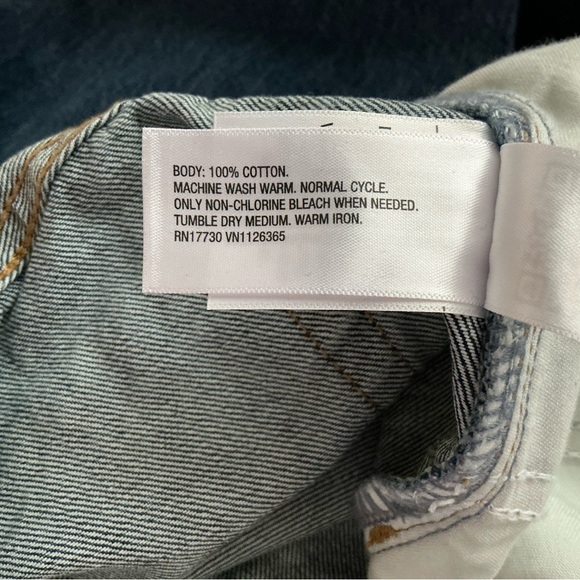 BODY: 100% COTTON.
MACHINE WASH WARM. NORMAL CYCLE.
ONLY NON-CHLORINE BLEACH WHEN NEEDED.
TUMBLE DRY MEDIUM. WARM IRON.
RN17730 VN1126365